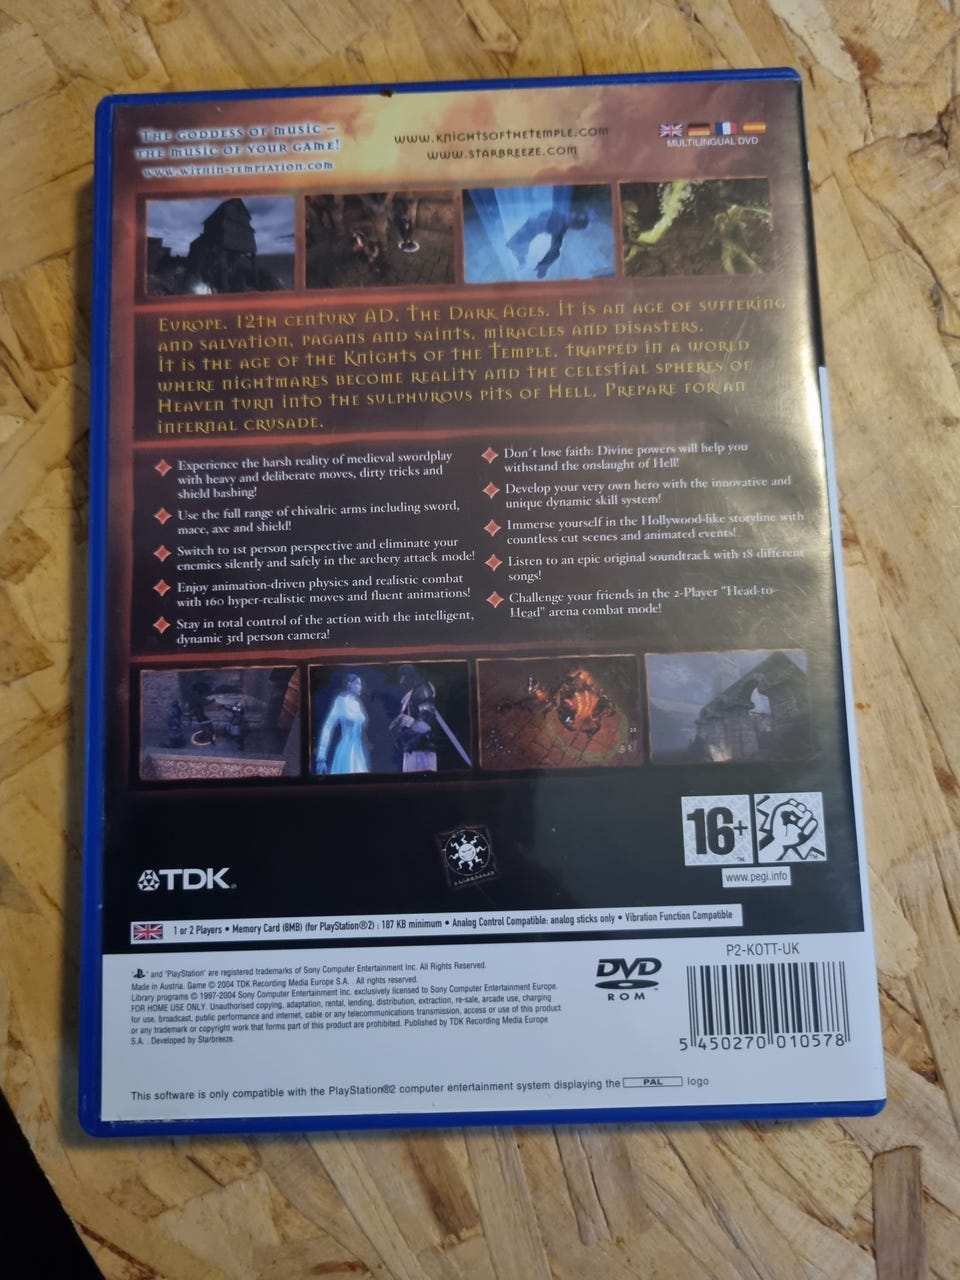 The goddess of music –
the music of your game!
www.within-temptation.com
www.knightsofthetemple.com
www.starbreeze.com
MULTILINGUAL DVD
Europe, 12th century AD. The Dark Ages. It is an age of suffering
and salvation, pagans and saints, miracles and disasters.
It is the age of the Knights of the Temple, trapped in a world
where nightmares become reality and the celestial spheres of
Heaven turn into the sulphurous pits of Hell. Prepare for an
infernal crusade.
Experience the harsh reality of medieval swordplay
with heavy and deliberate moves, dirty tricks and
shield bashing!
Use the full range of chivalric arms including sword,
mace, axe and shield!
Switch to 1st person perspective and eliminate your
enemies silently and safely in the archery attack mode!
Enjoy animation-driven physics and realistic combat
with 160 hyper-realistic moves and fluent animations!
Stay in total control of the action with the intelligent,
dynamic 3rd person camera!
Don´t lose faith: Divine powers will help you
withstand the onslaught of Hell!
Develop your very own hero with the innovative and
unique dynamic skill system!
Immerse yourself in the Hollywood-like storyline with
countless cut scenes and animated events!
Listen to an epic original soundtrack with 18 different
songs!
Challenge your friends in the 2-Player "Head-to-
Head" arena combat mode!
16+
™
www.pegi.info
TDK®
1 or 2 Players • Memory Card (8MB) (for PlayStation®2) : 187 KB minimum • Analog Control Compatible: analog sticks only • Vibration Function Compatible
" and "PlayStation" are registered trademarks of Sony Computer Entertainment Inc. All Rights Reserved.
Made in Austria. Game © 2004 TDK Recording Media Europe S.A. . All rights reserved.
Library programs © 1997-2004 Sony Computer Entertainment Inc. exclusively licensed to Sony Computer Entertainment Europe.
FOR HOME USE ONLY. Unauthorised copying, adaptation, rental, lending, distribution, extraction, re-sale, arcade use, charging
for use, broadcast, public performance and internet, cable or any telecommunications transmission, access or use of this product
or any trademark or copyright work that forms part of this product are prohibited. Published by TDK Recording Media Europe
S.A. . Developed by Starbreeze.
DVD
ROM
P2-KOTT-UK
5 450270 010578
This software is only compatible with the PlayStation®2 computer entertainment system displaying the PAL logo